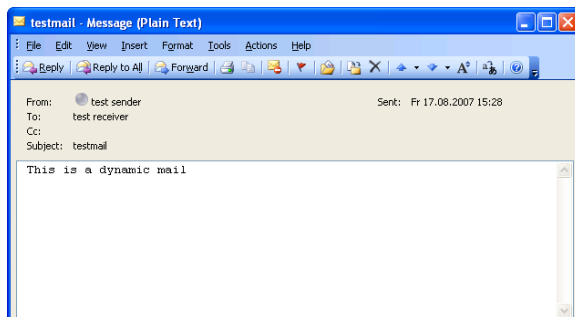 testmail - Message (Plain Text)
File Edit View Insert Format Tools Actions Help
Reply Reply to All Forward
From: test sender Sent: Fr 17.08.2007 15:28
To: test receiver
Cc:
Subject: testmail
This is a dynamic mail